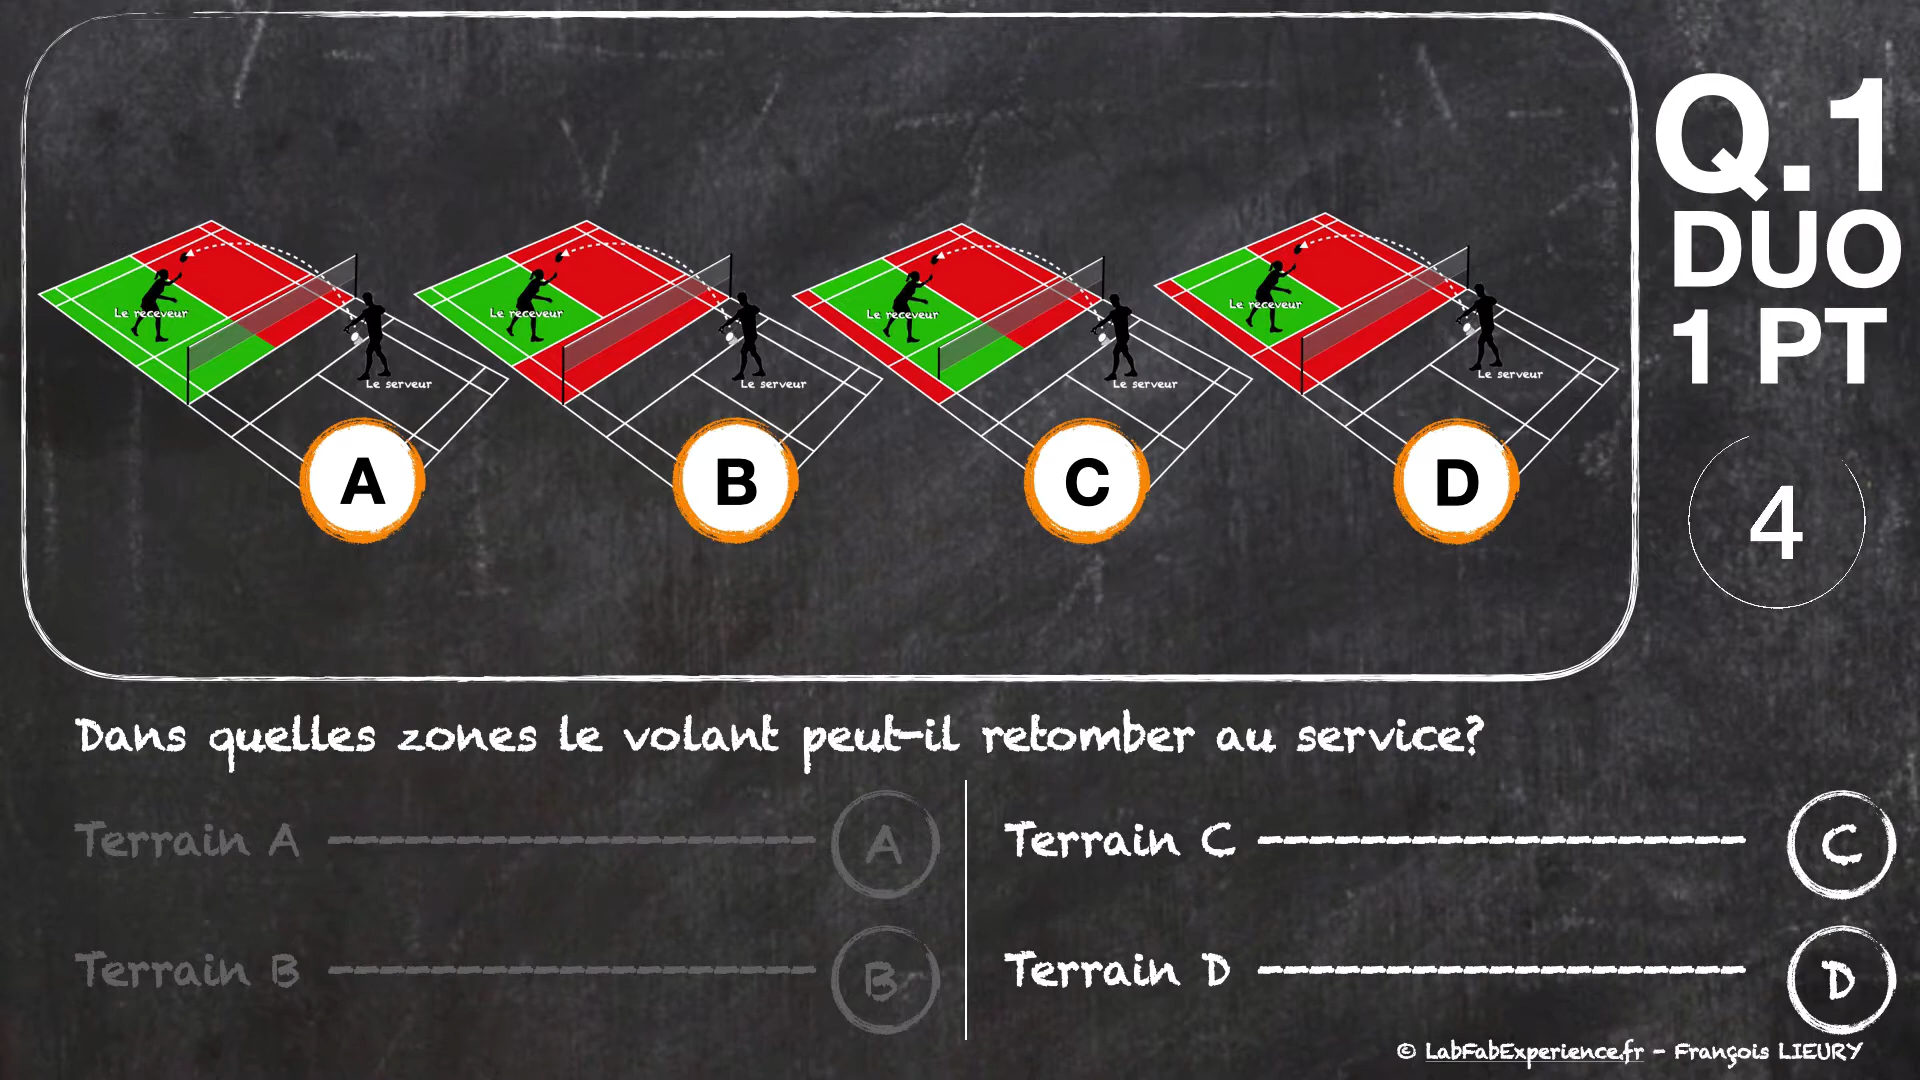 Q.1
DUO
1 PT
4
Le receveur
Le serveur
A
Le receveur
Le serveur
B
Le receveur
Le serveur
C
Le receveur
Le serveur
D
Dans quelles zones le volant peut-il retomber au service?
Terrain A ---------------- A
Terrain B ---------------- B
Terrain C ---------------- C
Terrain D ---------------- D
© LabFabExperience.fr - François LIEURY